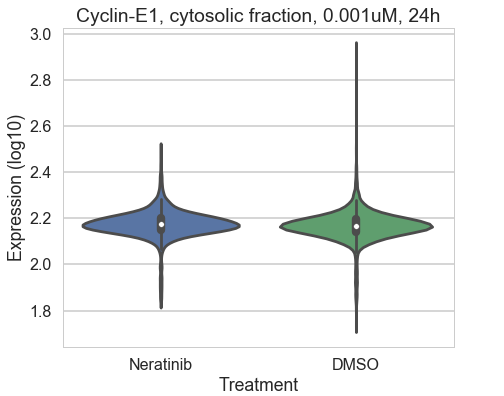 Cyclin-E1, cytosolic fraction, 0.001uM, 24h
Expression (log10)
3.0
2.8
2.6
2.4
2.2
2.0
1.8
Neratinib DMSO
Treatment